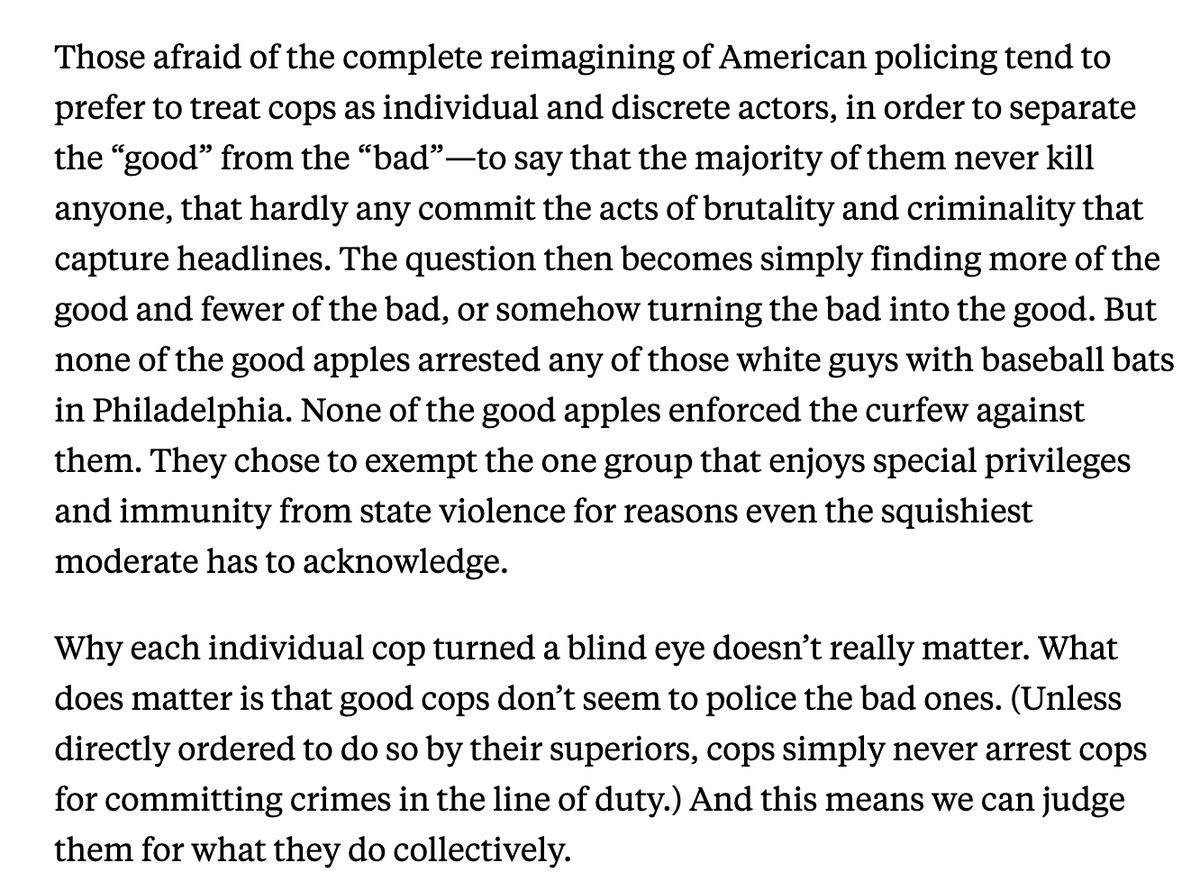 Those afraid of the complete reimagining of American policing tend to
prefer to treat cops as individual and discrete actors, in order to separate
the “good” from the “bad”—to say that the majority of them never kill
anyone, that hardly any commit the acts of brutality and criminality that
capture headlines. The question then becomes simply finding more of the
good and fewer of the bad, or somehow turning the bad into the good. But
none of the good apples arrested any of those white guys with baseball bats
in Philadelphia. None of the good apples enforced the curfew against
them. They chose to exempt the one group that enjoys special privileges
and immunity from state violence for reasons even the squishiest
moderate has to acknowledge.
Why each individual cop turned a blind eye doesn’t really matter. What
does matter is that good cops don’t seem to police the bad ones. (Unless
directly ordered to do so by their superiors, cops simply never arrest cops
for committing crimes in the line of duty.) And this means we can judge
them for what they do collectively.